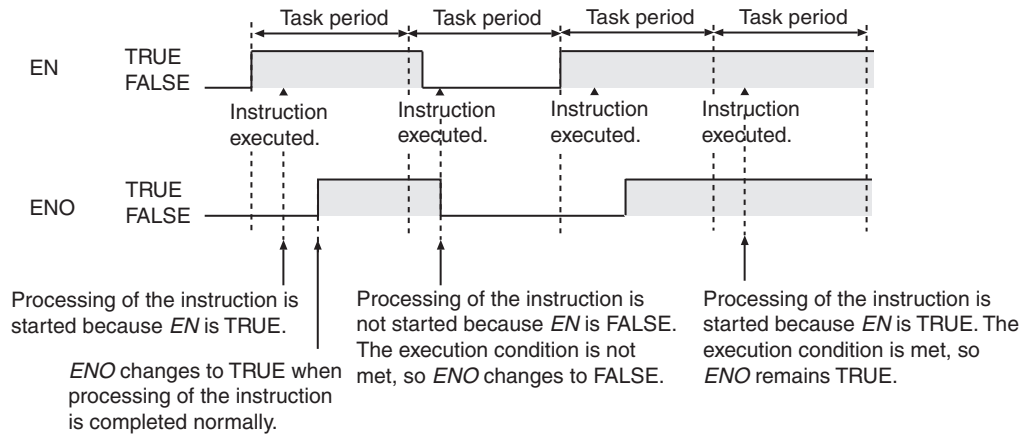 Task period Task period Task period Task period
EN
TRUE
FALSE
Instruction
executed.
Instruction
executed.
Instruction
executed.
Instruction
executed.
ENO
TRUE
FALSE
Processing of the instruction is
started because EN is TRUE.
ENO changes to TRUE when
processing of the instruction
is completed normally.
Processing of the instruction is
not started because EN is FALSE.
The execution condition is not
met, so ENO changes to FALSE.
Processing of the instruction is
started because EN is TRUE. The
execution condition is met, so
ENO remains TRUE.